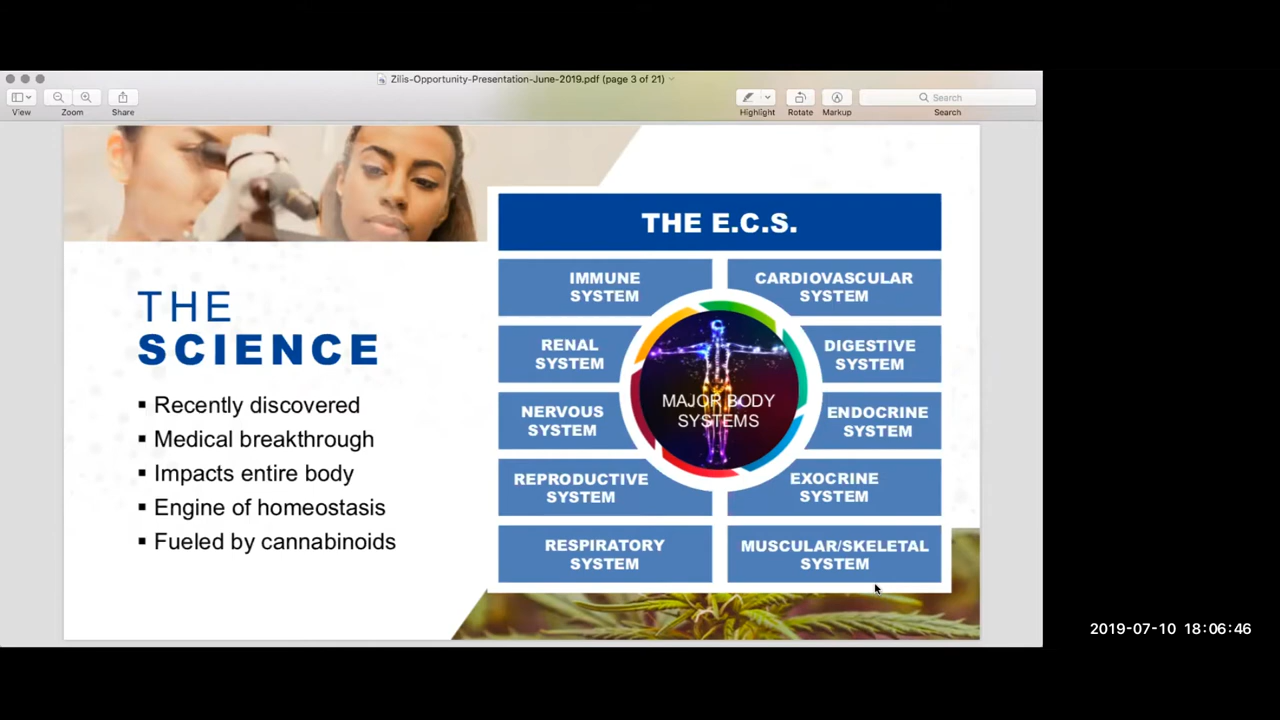 Zilis-Opportunity-Presentation-June-2019.pdf (page 3 of 21)
View
Zoom
Share
Highlight
Rotate
Markup
Search
Search
THE
SCIENCE
▪ Recently discovered
▪ Medical breakthrough
▪ Impacts entire body
▪ Engine of homeostasis
▪ Fueled by cannabinoids
THE E.C.S.
IMMUNE
SYSTEM
CARDIOVASCULAR
SYSTEM
RENAL
SYSTEM
DIGESTIVE
SYSTEM
MAJOR BODY
SYSTEMS
NERVOUS
SYSTEM
ENDOCRINE
SYSTEM
REPRODUCTIVE
SYSTEM
EXOCRINE
SYSTEM
RESPIRATORY
SYSTEM
MUSCULAR/SKELETAL
SYSTEM
2019-07-10 18:06:46